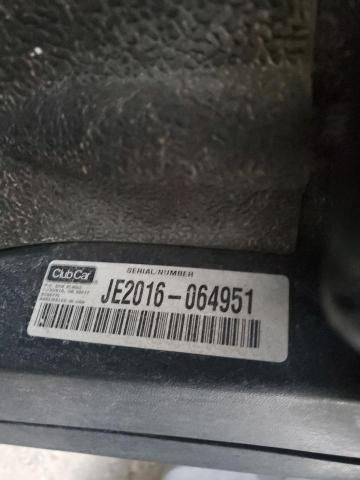 Club Car
SERIAL NUMBER
JE2016-064951